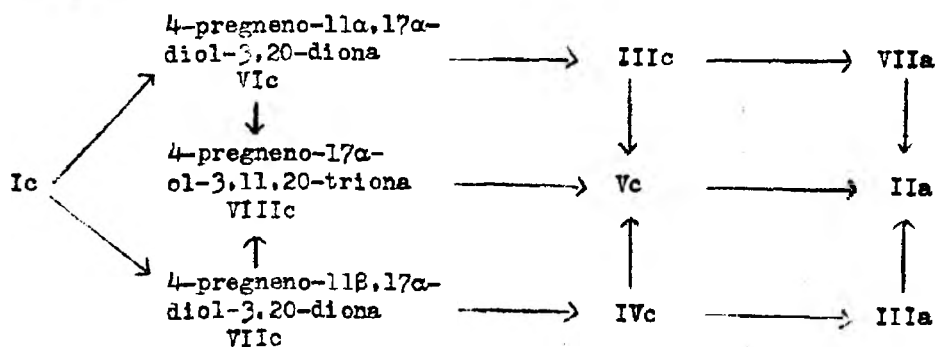 4-pregneno-11α,17α-
diol-3,20-diona
VIc
IIIc
VIIa
4-pregneno-17α-
ol-3,11,20-triona
VIIIc
Ic
Vc
IIa
4-pregneno-11β,17α-
diol-3,20-diona
VIIc
IVc
IIIa